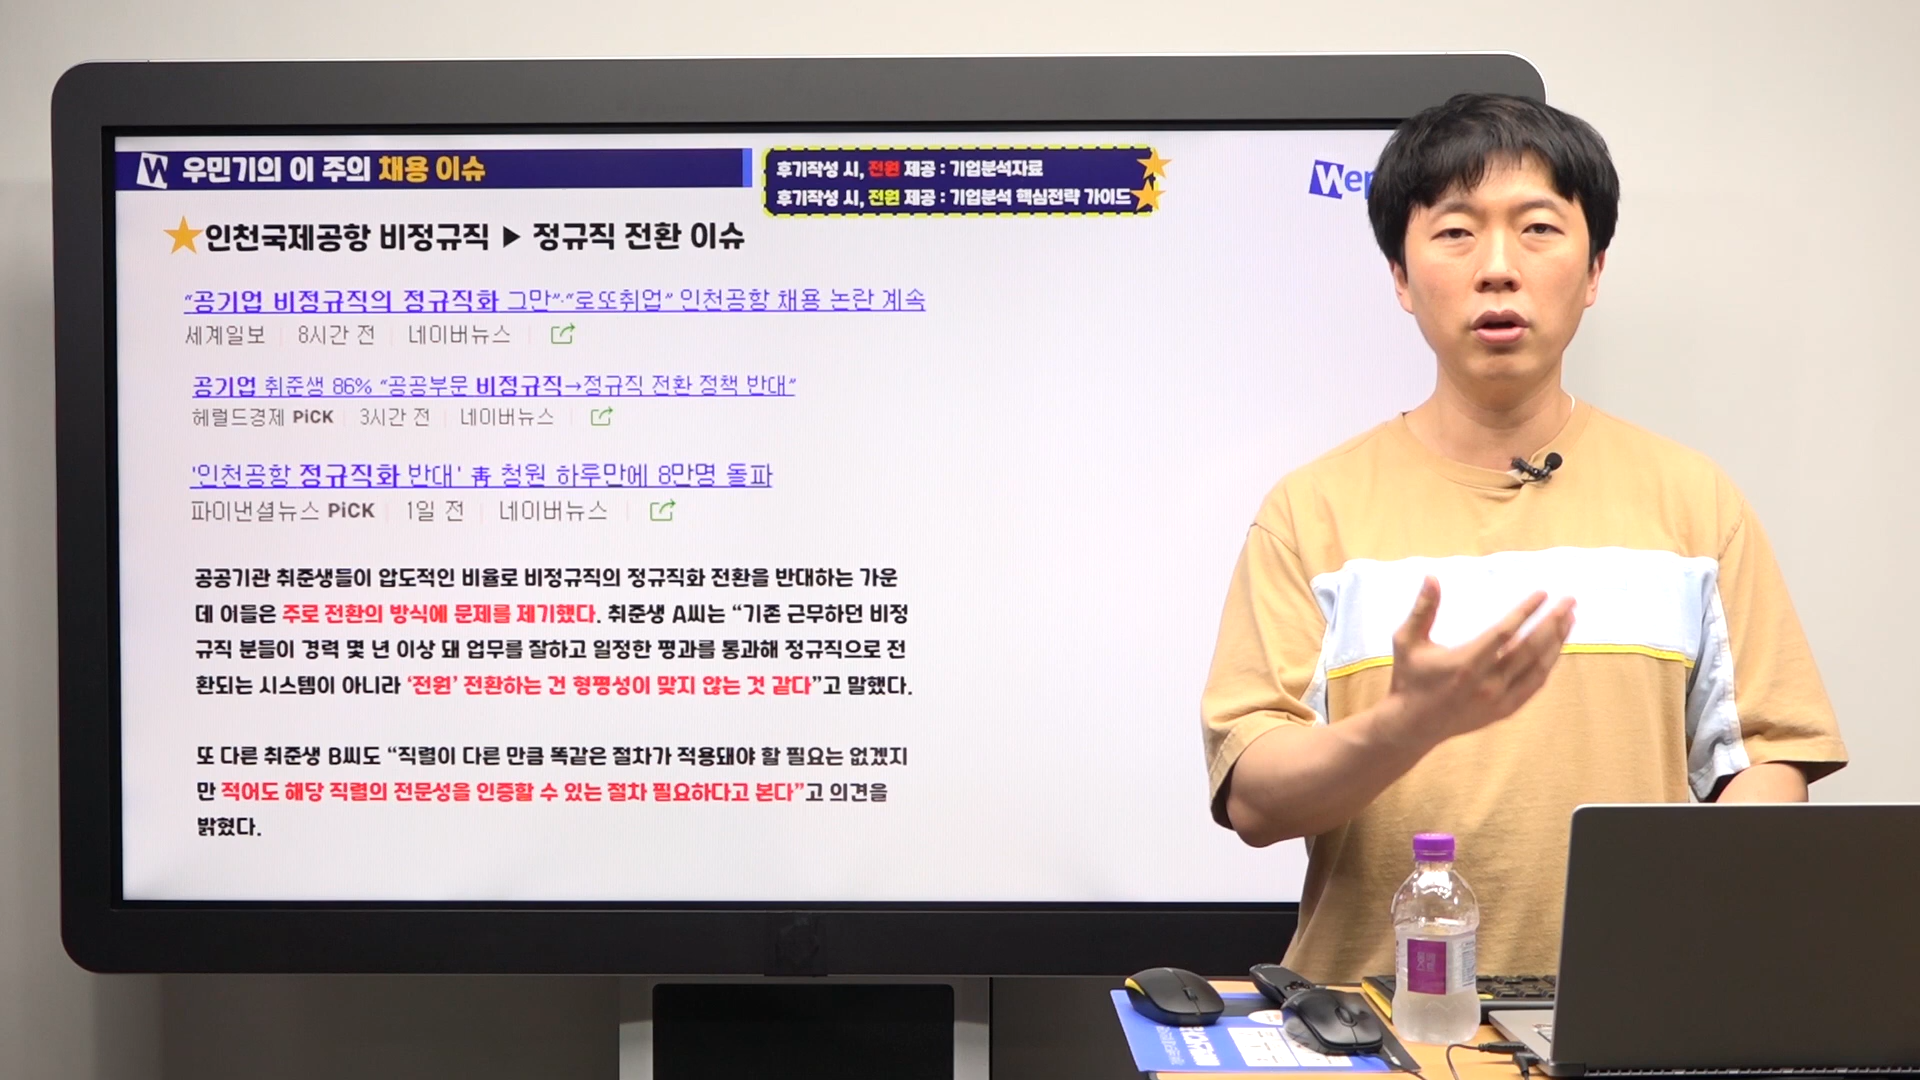 우민기의 이 주의 채용 이슈
후기작성 시, 전원 제공 : 기업분석자료
후기작성 시, 전원 제공 : 기업분석 핵심전략 가이드
인천국제공항 비정규직 ▶ 정규직 전환 이슈
“공기업 비정규직의 정규직화 그만”·“로또취업” 인천공항 채용 논란 계속
세계일보 8시간 전 네이버뉴스
공기업 취준생 86% “공공부문 비정규직→정규직 전환 정책 반대”
헤럴드경제 PiCK 3시간 전 네이버뉴스
'인천공항 정규직화 반대' 靑 청원 하루만에 8만명 돌파
파이낸셜뉴스 PiCK 1일 전 네이버뉴스
공공기관 취준생들이 압도적인 비율로 비정규직의 정규직화 전환을 반대하는 가운
데 이들은 주로 전환의 방식에 문제를 제기했다. 취준생 A씨는 “기존 근무하던 비정
규직 분들이 경력 몇 년 이상 돼 업무를 잘하고 일정한 평과를 통과해 정규직으로 전
환되는 시스템이 아니라 ‘전원’ 전환하는 건 형평성이 맞지 않는 것 같다”고 말했다.
또 다른 취준생 B씨도 “직렬이 다른 만큼 똑같은 절차가 적용돼야 할 필요는 없겠지
만 적어도 해당 직렬의 전문성을 인증할 수 있는 절차 필요하다고 본다”고 의견을
밝혔다.